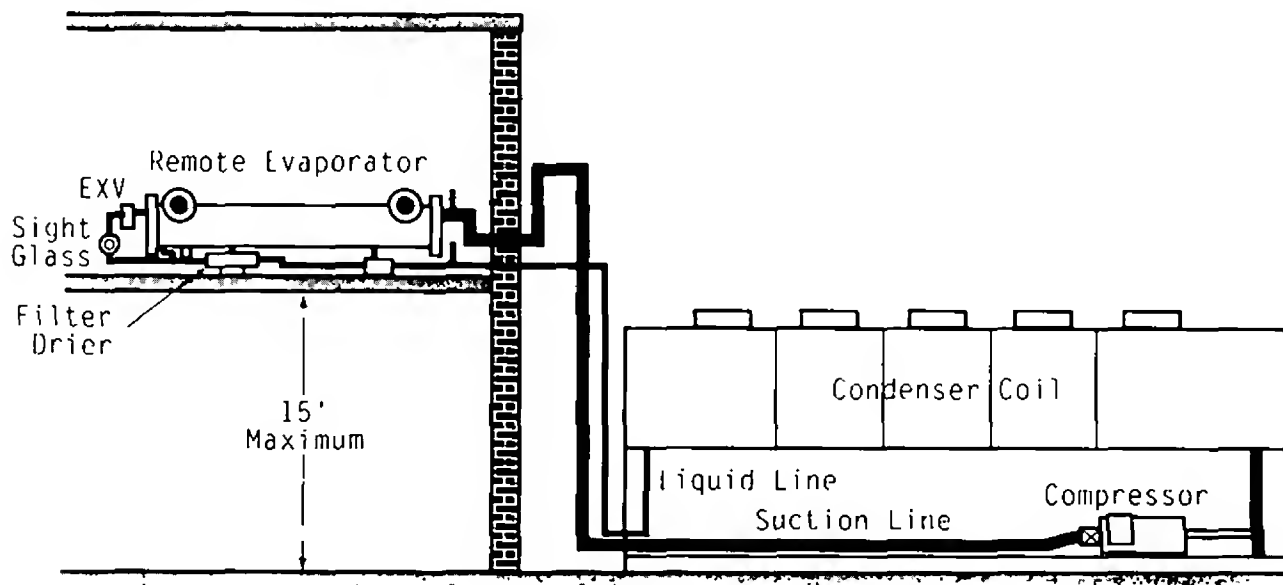 Remote Evaporator
EXV
Sight
Glass
Filter
Drier
15'
Maximum
Condenser Coil
Liquid Line
Suction Line
Compressor